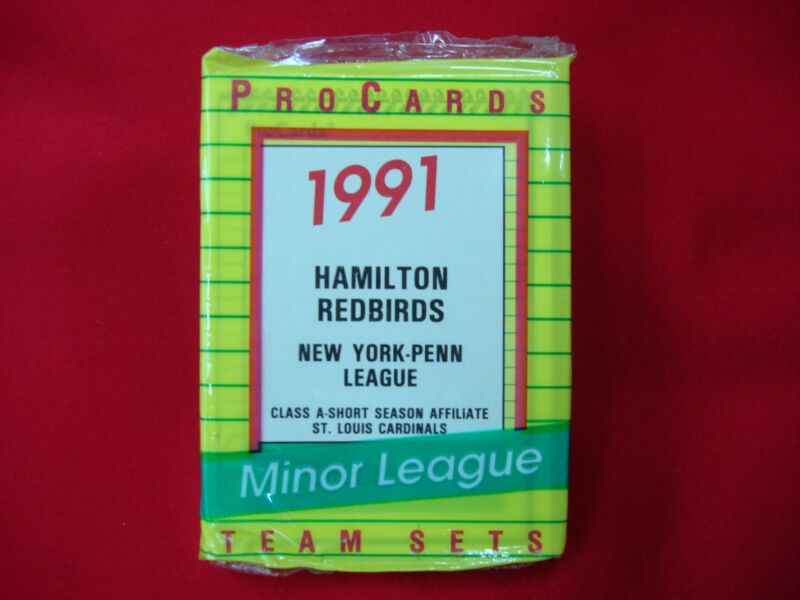 PROCARDS
oCards
1991
HAMILTON
REDBIRDS
NEW YORK-PENN
LEAGUE
CLASS A-SHORT SEASON AFFILIATE
ST. LOUIS CARDINALS
Minor League
TEAM SETS